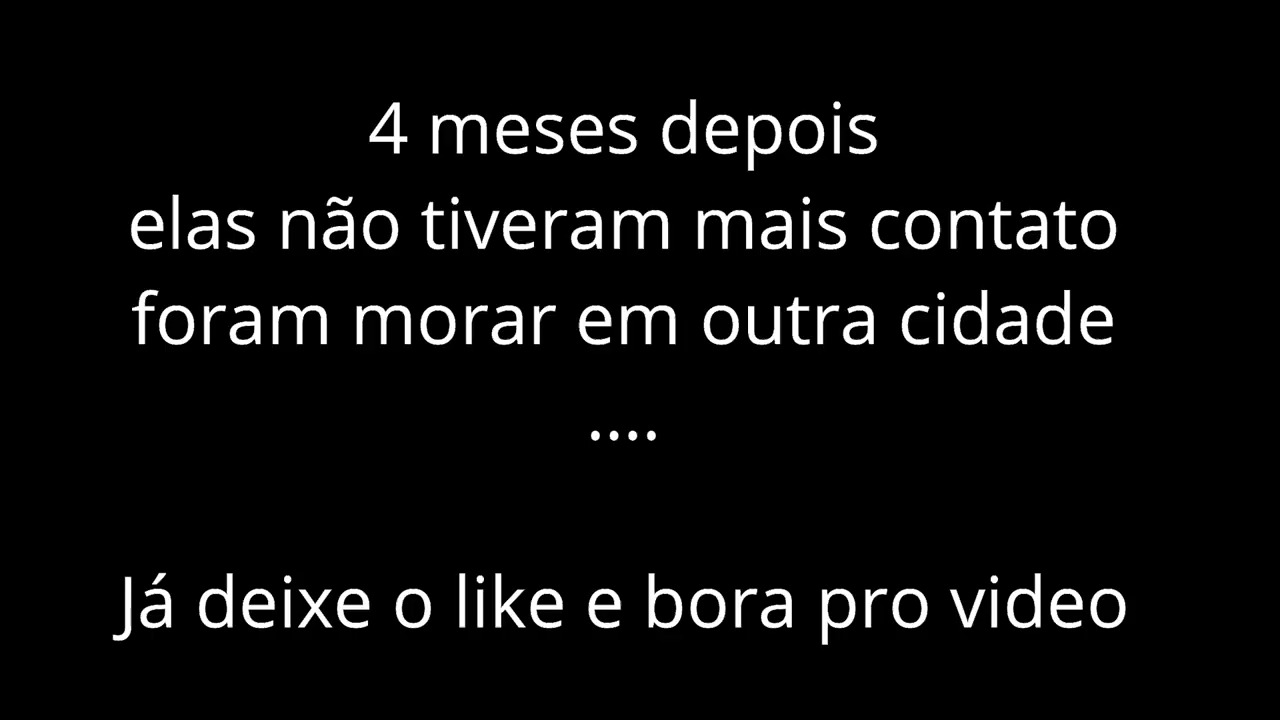 4 meses depois
elas não tiveram mais contato
foram morar em outra cidade
....
Já deixe o like e bora pro video